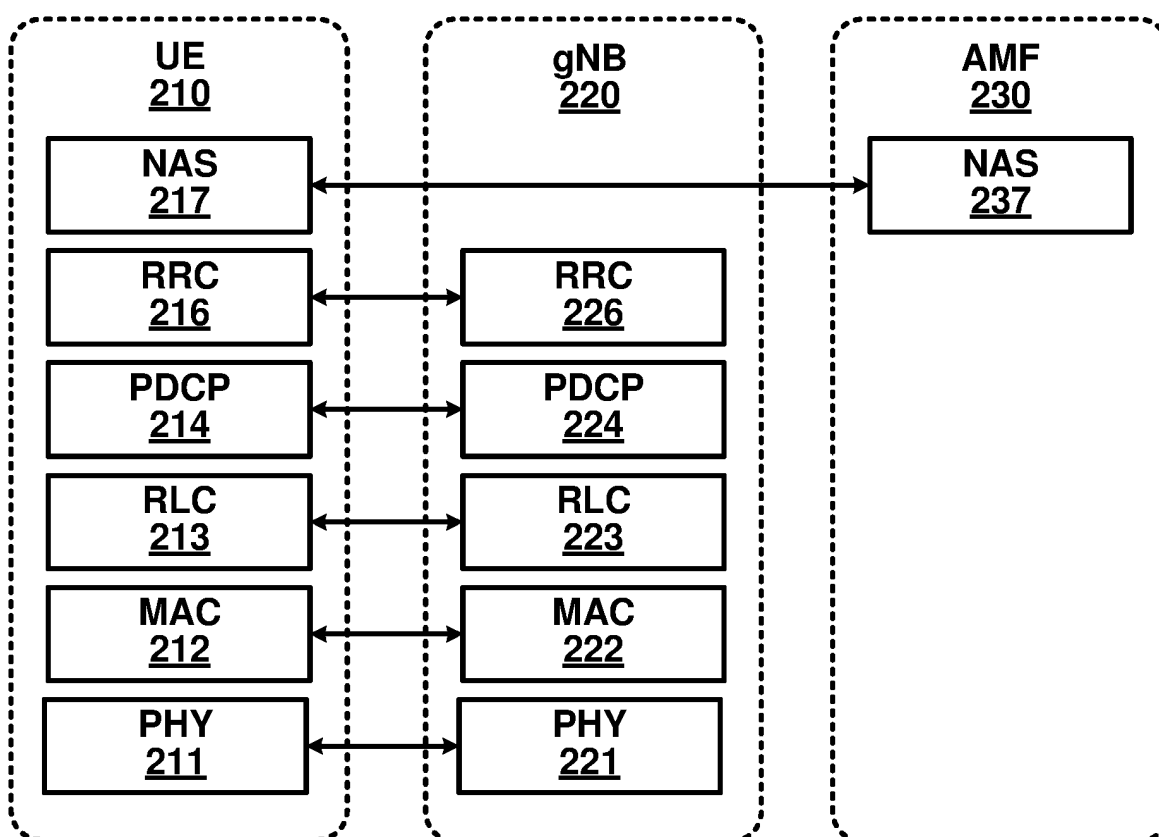 UE
210
gNB
220
AMF
230
NAS
217
NAS
237
RRC
216
RRC
226
PDCP
214
PDCP
224
RLC
213
RLC
223
MAC
212
MAC
222
PHY
211
PHY
221